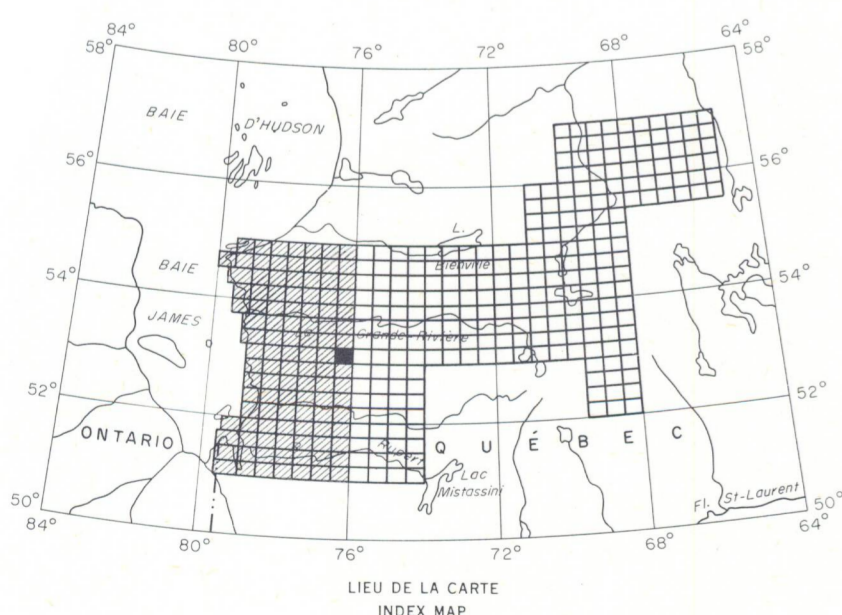 84° 80° 76° 72° 68° 64°
58° 58°
BAIE
D'HUDSON
56° 56°
L.
Bienville
BAIE
54° 54°
JAMES
Grande-Rivière
52° 52°
ONTARIO
QUÉBEC
Rupert
Lac
Mistassini
Fl. St-Laurent
50° 50°
84° 80° 76° 72° 68° 64°
LIEU DE LA CARTE
INDEX MAP